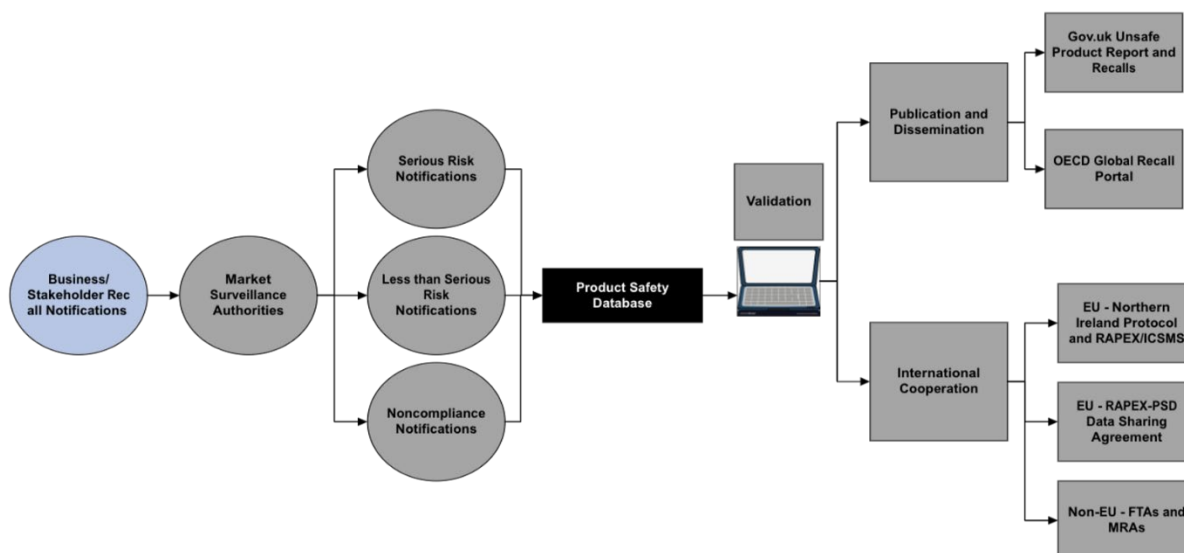 Business/
Stakeholder Rec
all Notifications
Market
Surveillance
Authorities
Serious Risk
Notifications
Less than Serious
Risk
Notifications
Noncompliance
Notifications
Product Safety
Database
Validation
Publication and
Dissemination
International
Cooperation
Gov.uk Unsafe
Product Report and
Recalls
OECD Global Recall
Portal
EU - Northern
Ireland Protocol
and RAPEX/ICSMS
EU - RAPEX-PSD
Data Sharing
Agreement
Non-EU - FTAs and
MRAs